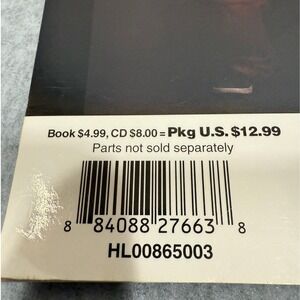 Book $4.99, CD $8.00 = Pkg U.S. $12.99
Parts not sold separately
8 84088 27663 8
HL00865003